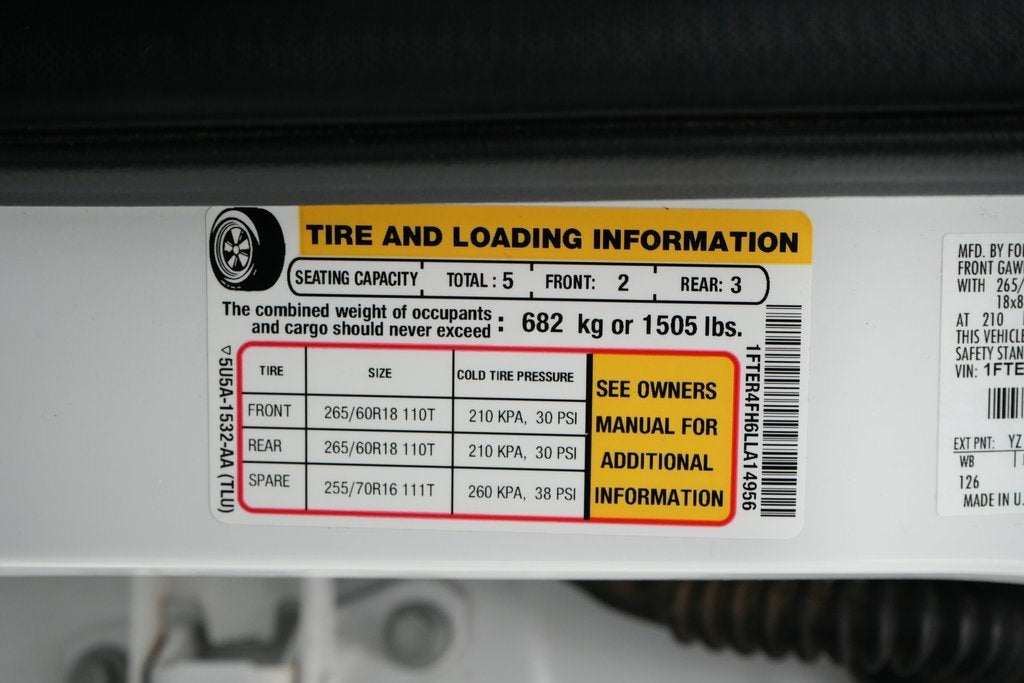 TIRE AND LOADING INFORMATION
SEATING CAPACITY TOTAL : 5 FRONT: 2 REAR: 3
The combined weight of occupants
and cargo should never exceed : 682 kg or 1505 lbs.
TIRE SIZE COLD TIRE PRESSURE
FRONT 265/60R18 110T 210 KPA, 30 PSI
REAR 265/60R18 110T 210 KPA, 30 PSI
SPARE 255/70R16 111T 260 KPA, 38 PSI
SEE OWNERS
MANUAL FOR
ADDITIONAL
INFORMATION
▽5U5A-1532-AA (TLU)
1FTER4FH6LLA14956
MFD. BY FO
FRONT GAW
WITH 265/
18x8
AT 210
THIS VEHICLE
SAFETY STAN
VIN: 1FTE
EXT PNT: YZ
WB
126
MADE IN U.